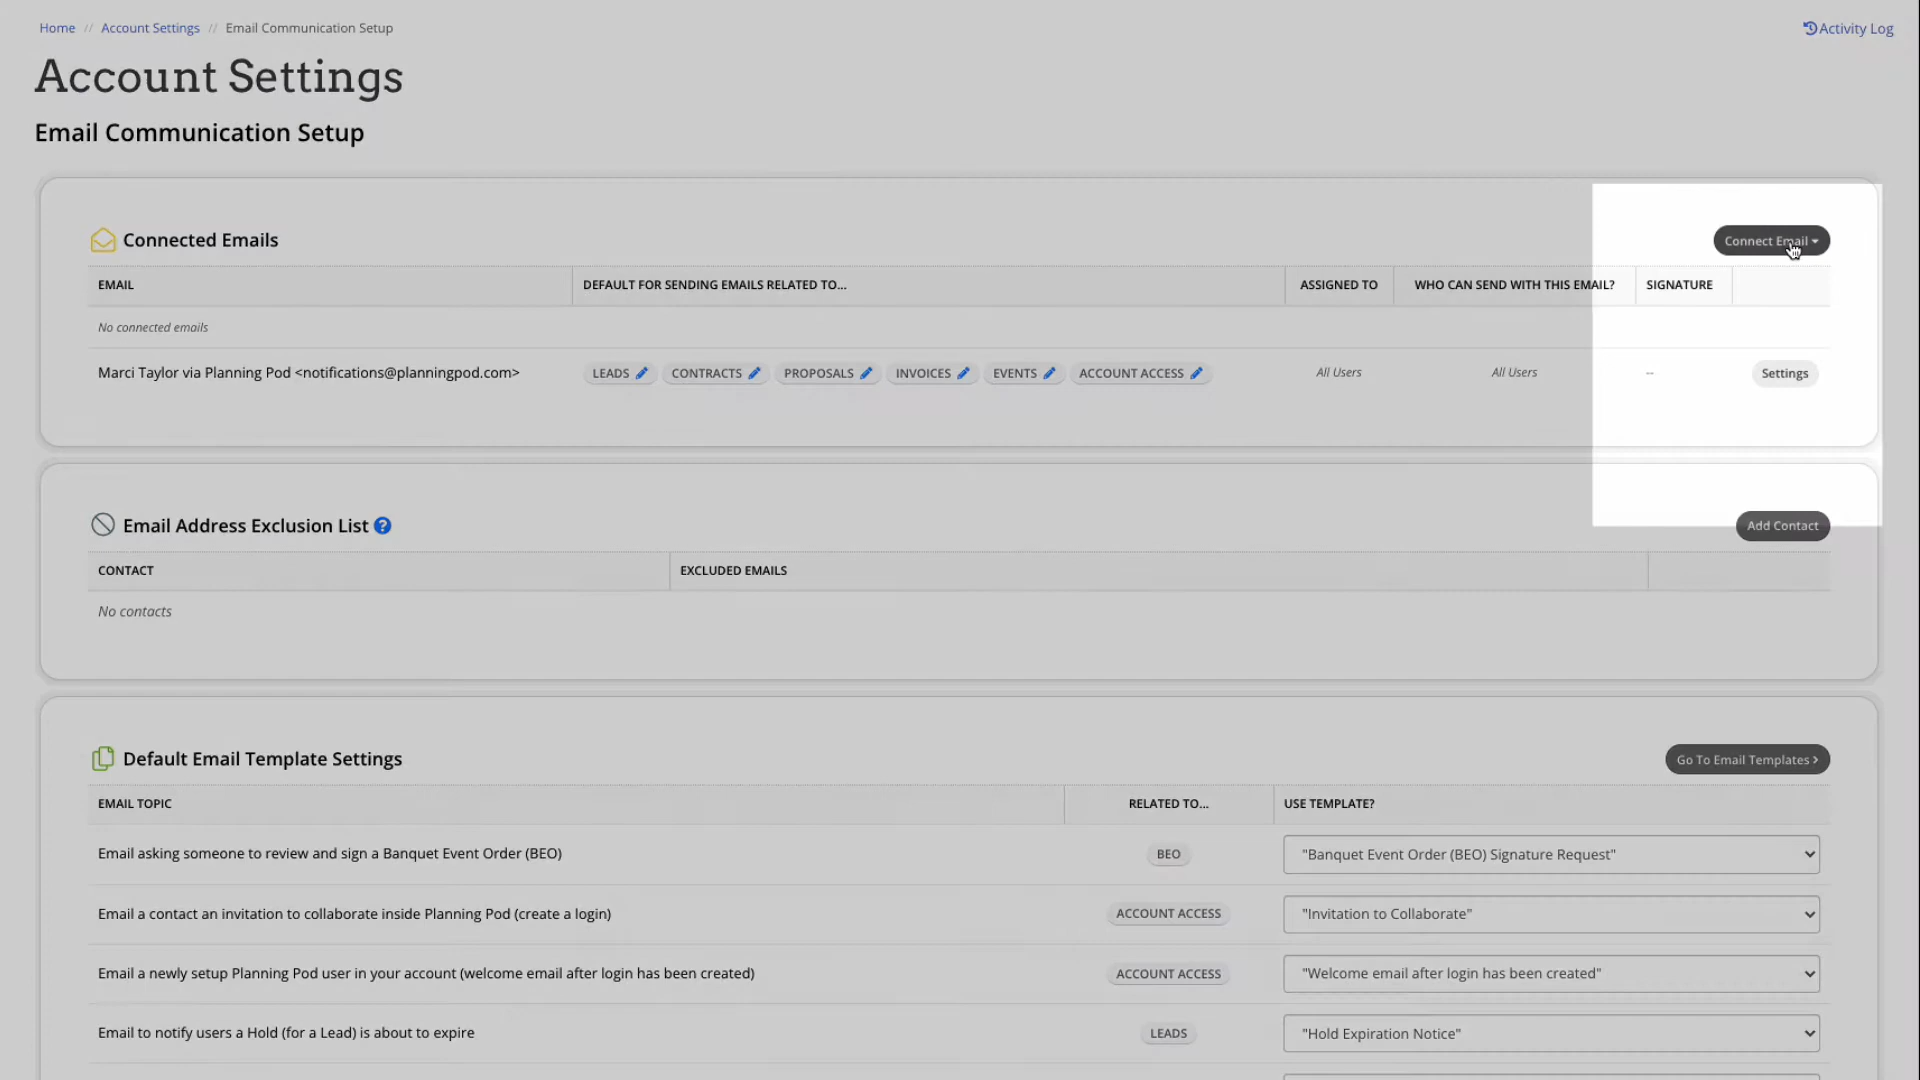 Home // Account Settings // Email Communication Setup
Activity Log
Account Settings
Email Communication Setup
Connected Emails
Connect Email
EMAIL DEFAULT FOR SENDING EMAILS RELATED TO... ASSIGNED TO WHO CAN SEND WITH THIS EMAIL? SIGNATURE
No connected emails
Marci Taylor via Planning Pod <notifications@planningpod.com> LEADS CONTRACTS PROPOSALS INVOICES EVENTS ACCOUNT ACCESS All Users All Users -- Settings
Email Address Exclusion List ?
Add Contact
CONTACT EXCLUDED EMAILS
No contacts
Default Email Template Settings
Go To Email Templates >
EMAIL TOPIC RELATED TO... USE TEMPLATE?
Email asking someone to review and sign a Banquet Event Order (BEO) BEO "Banquet Event Order (BEO) Signature Request"
Email a contact an invitation to collaborate inside Planning Pod (create a login) ACCOUNT ACCESS "Invitation to Collaborate"
Email a newly setup Planning Pod user in your account (welcome email after login has been created) ACCOUNT ACCESS "Welcome email after login has been created"
Email to notify users a Hold (for a Lead) is about to expire LEADS "Hold Expiration Notice"